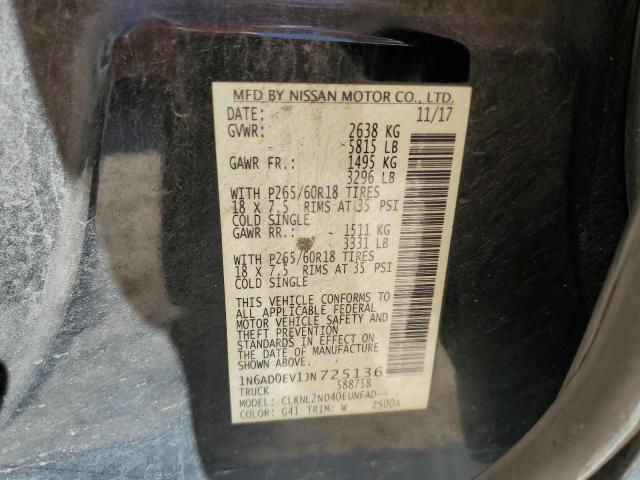 MFD BY NISSAN MOTOR CO., LTD.
DATE: 11/17
GVWR: 2638 KG
5815 LB
GAWR FR.: 1495 KG
3296 LB
WITH P265/60R18 TIRES
18 X 7.5 RIMS AT 35 PSI
COLD SINGLE
GAWR RR.: 1511 KG
3331 LB
WITH P265/60R18 TIRES
18 X 7.5 RIMS AT 35 PSI
COLD SINGLE
THIS VEHICLE CONFORMS TO
ALL APPLICABLE FEDERAL
MOTOR VEHICLE SAFETY AND
THEFT PREVENTION
STANDARDS IN EFFECT ON
THE DATE OF MANUFACTURE
SHOWN ABOVE.
1N6AD0EV1JN725136
TRUCK 588758
MODEL: CLKNL2ND40EUNFAD--
COLOR: G41 TRIM: W 2S00A